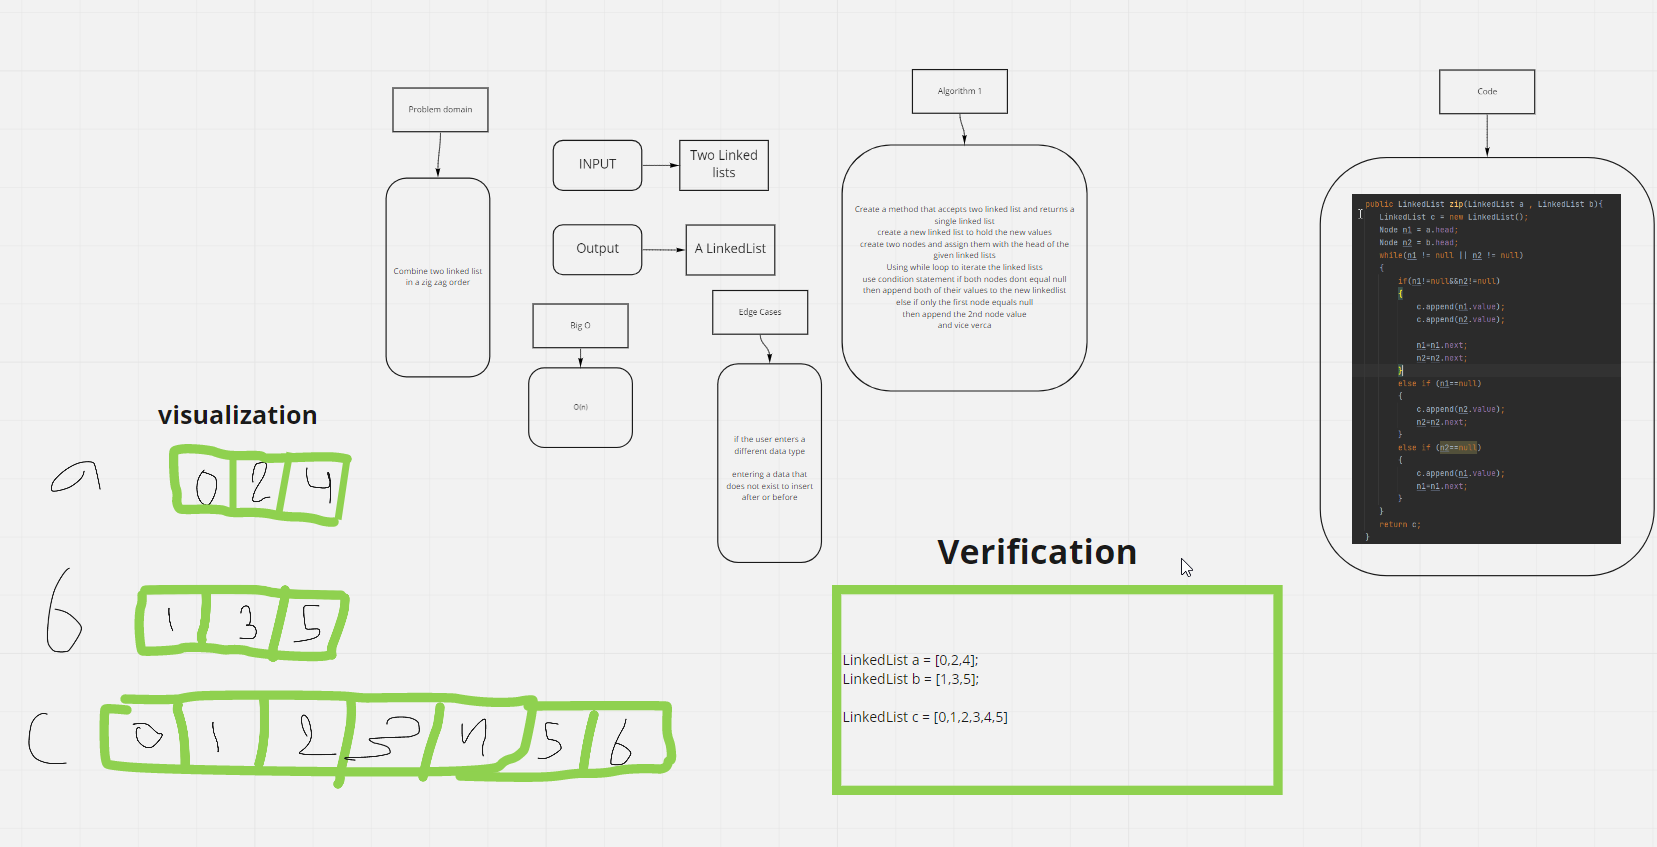 Problem domain
Combine two linked list
in a zig zag order
INPUT
Two Linked
lists
Output
A LinkedList
Big O
O(n)
Edge Cases
if the user enters a
different data type
entering a data that
does not exist to insert
after or before
Algorithm 1
Create a method that accepts two linked list and returns a
single linked list
create a new linked list to hold the new values
create two nodes and assign them with the head of the
given linked lists
Using while loop to iterate the linked lists
use condition statement if both nodes dont equal null
then append both of their values to the new linkedlist
else if only the first node equals null
then append the 2nd node value
and vice verca
Code
public LinkedList zip(LinkedList a , LinkedList b){
LinkedList c = new LinkedList();
Node n1 = a.head;
Node n2 = b.head;
while(n1 != null || n2 != null)
{
if(n1!=null&&n2!=null)
{
c.append(n1.value);
c.append(n2.value);
n1=n1.next;
n2=n2.next;
}
else if (n1==null)
{
c.append(n2.value);
n2=n2.next;
}
else if (n2==null)
{
c.append(n1.value);
n1=n1.next;
}
}
return c;
}
visualization
a 0 2 4
b 1 3 5
c 0 1 2 3 4 5 6
Verification
LinkedList a = [0,2,4];
LinkedList b = [1,3,5];
LinkedList c = [0,1,2,3,4,5]